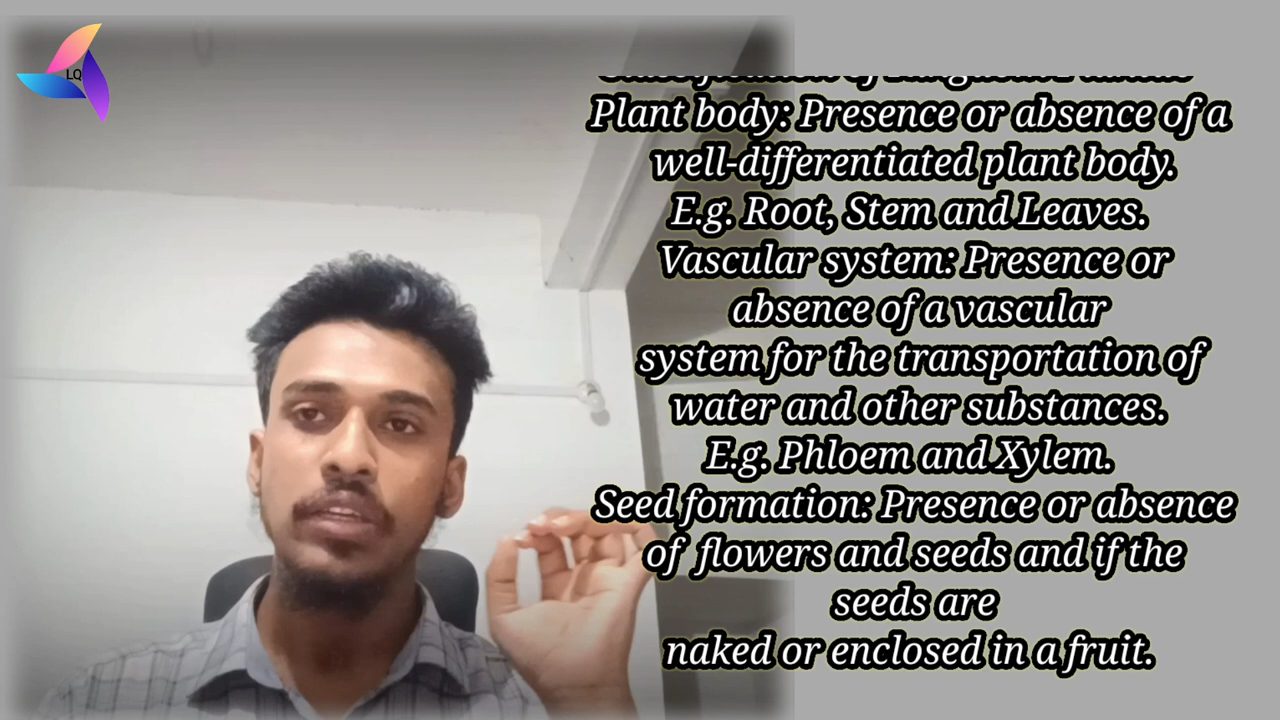 LQ
Plant body: Presence or absence of a
well-differentiated plant body.
E.g. Root, Stem and Leaves.
Vascular system: Presence or
absence of a vascular
system for the transportation of
water and other substances.
E.g. Phloem and Xylem.
Seed formation: Presence or absence
of flowers and seeds and if the
seeds are
naked or enclosed in a fruit.